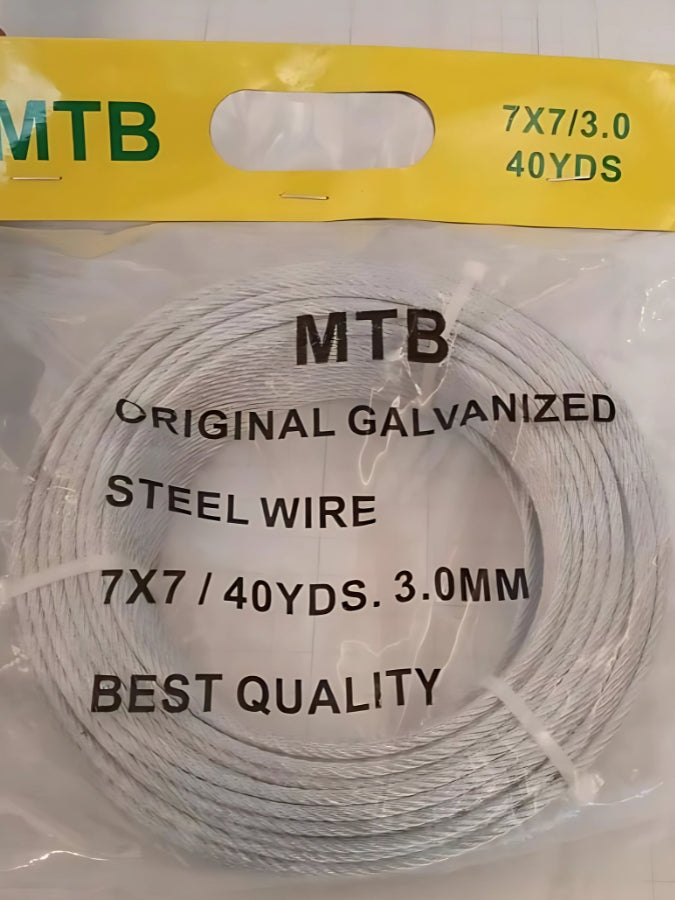 MTB
7X7/3.0
40YDS
MTB
ORIGINAL GALVANIZED
STEEL WIRE
7X7 / 40YDS. 3.0MM
BEST QUALITY